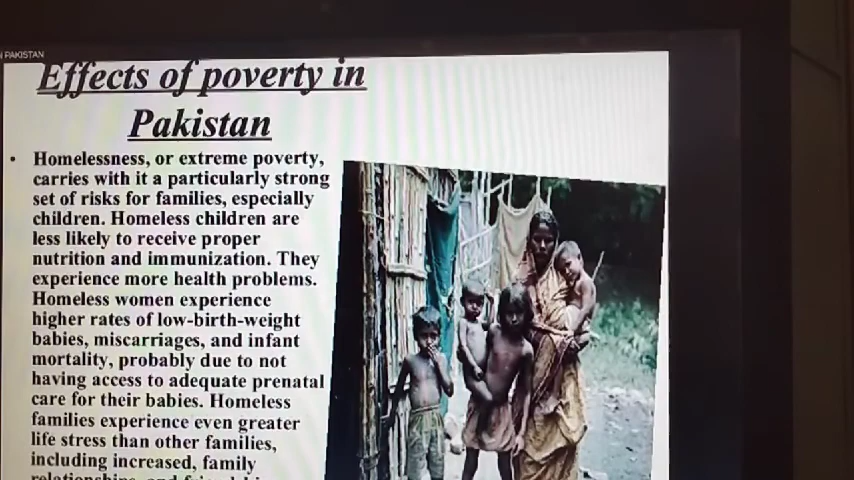 PAKISTAN
Effects of poverty in
Pakistan
• Homelessness, or extreme poverty,
carries with it a particularly strong
set of risks for families, especially
children. Homeless children are
less likely to receive proper
nutrition and immunization. They
experience more health problems.
Homeless women experience
higher rates of low-birth-weight
babies, miscarriages, and infant
mortality, probably due to not
having access to adequate prenatal
care for their babies. Homeless
families experience even greater
life stress than other families,
including increased, family
relationships, and